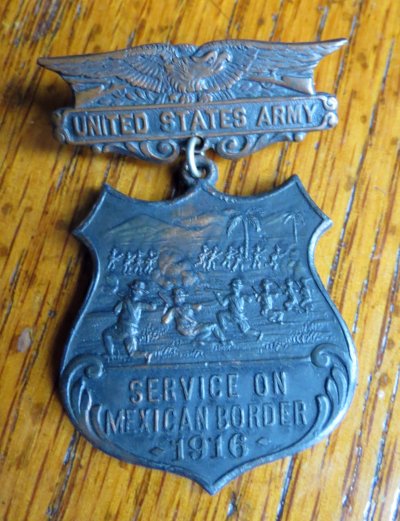 UNITED STATES ARMY
SERVICE ON
MEXICAN BORDER
1916